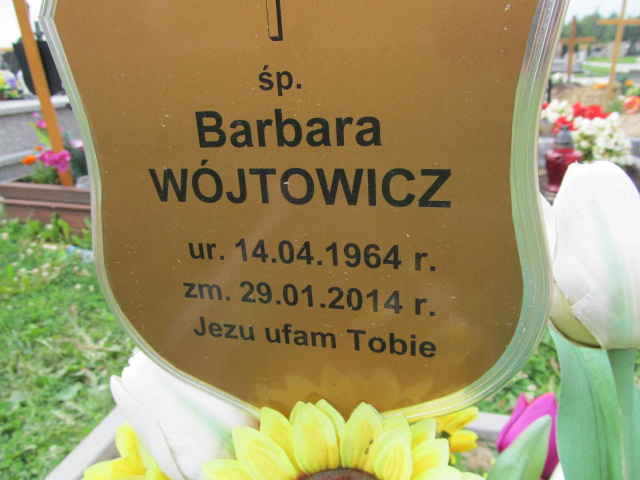 śp.
Barbara
WÓJTOWICZ
ur. 14.04.1964 r.
zm. 29.01.2014 r.
Jezu ufam Tobie